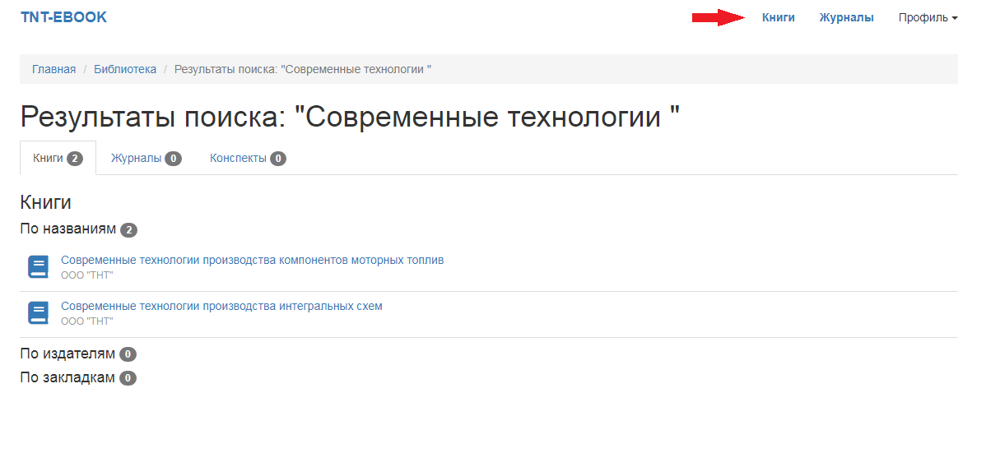 TNT-EBOOK Книги Журналы Профиль
Главная / Библиотека / Результаты поиска: "Современные технологии "
Результаты поиска: "Современные технологии "
Книги 2 Журналы 0 Конспекты 0
Книги
По названиям 2
Современные технологии производства компонентов моторных топлив
ООО "ТНТ"
Современные технологии производства интегральных схем
ООО "ТНТ"
По издателям 0
По закладкам 0